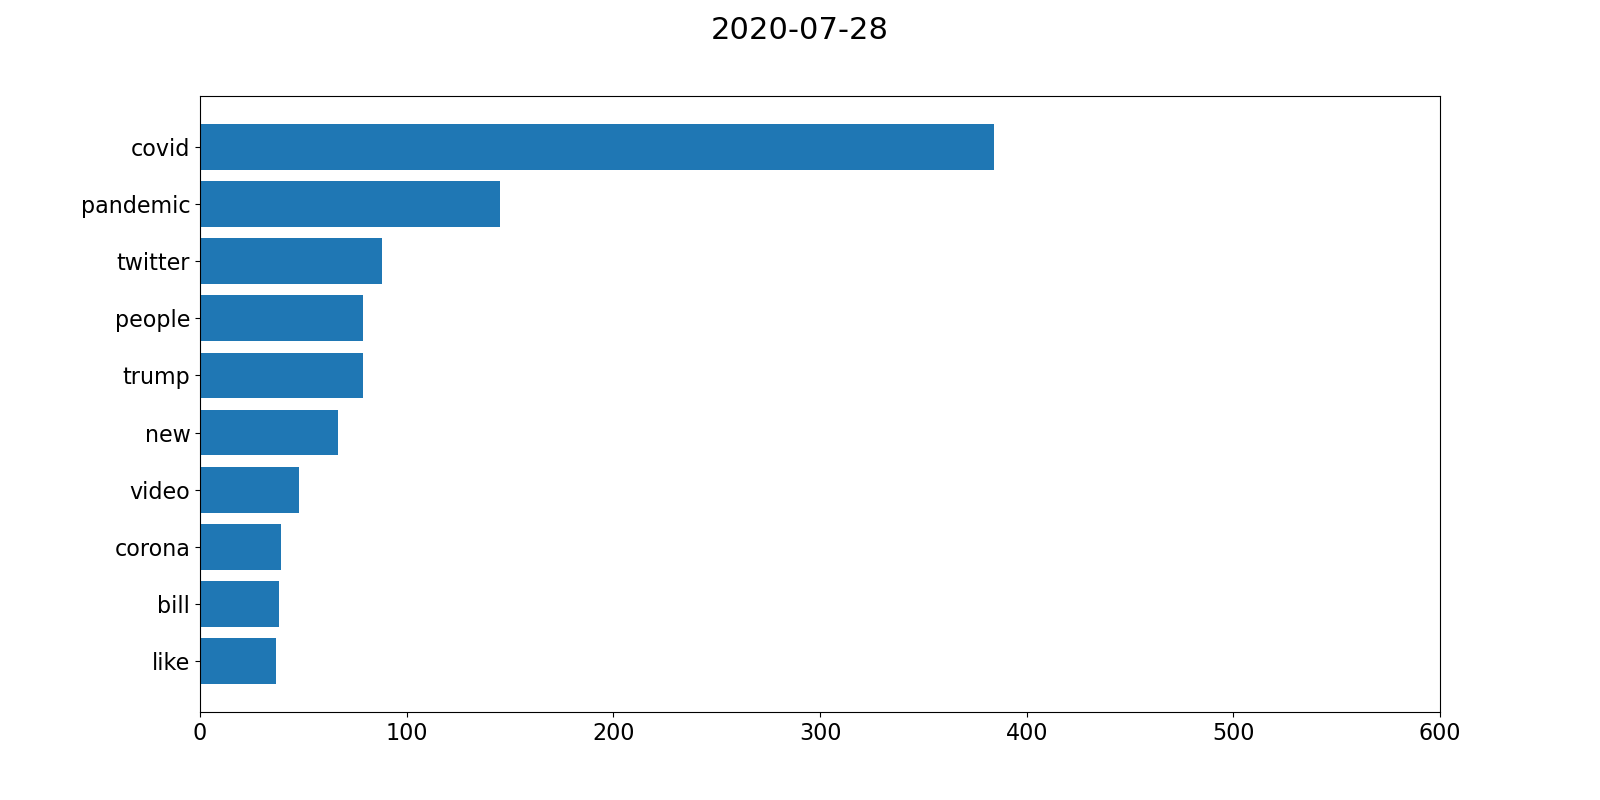 2020-07-28
covid
pandemic
twitter
people
trump
new
video
corona
bill
like
0 100 200 300 400 500 600